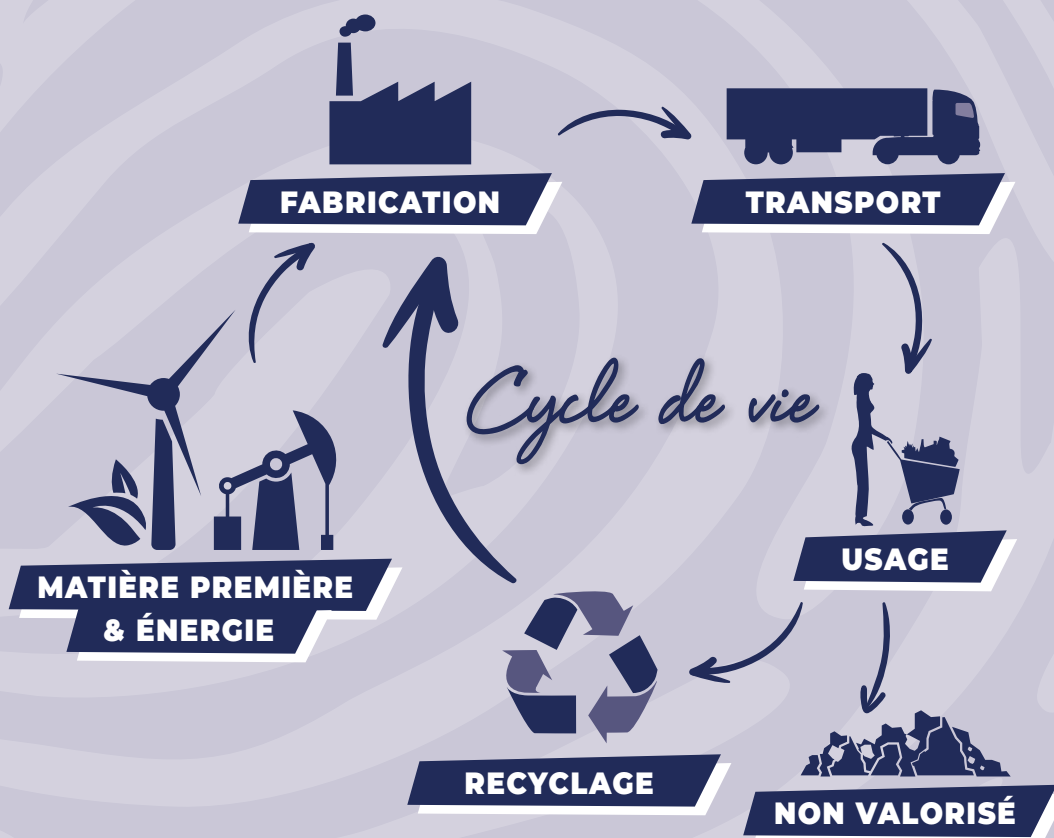 FABRICATION
TRANSPORT
Cycle de vie
USAGE
MATIÈRE PREMIÈRE
& ÉNERGIE
RECYCLAGE
NON VALORISÉ